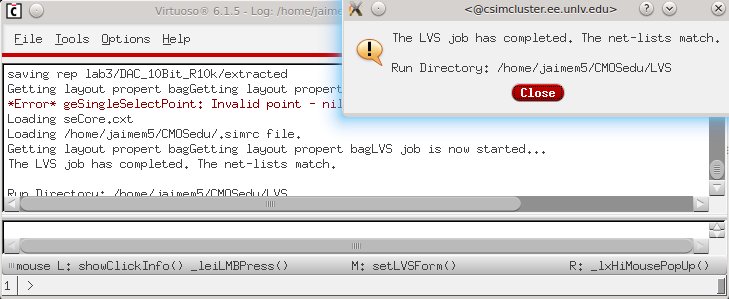 Virtuoso® 6.1.5 - Log: /home/jaime
File Tools Options Help
saving rep lab3/DAC_10Bit_R10k/extracted
Getting layout propert bagGetting layout prope
*Error* geSingleSelectPoint: Invalid point - nil
Loading seCore.cxt
Loading /home/jaimem5/CMOSedu/.simrc file.
Getting layout propert bagGetting layout propert bagLVS job is now started...
The LVS job has completed. The net-lists match.
Run Directory: /home/jaimem5/CMOSedu/LVS
mouse L: showClickInfo() _leiLMBPress() M: setLVSForm() R: _lxHiMousePopUp()
1 >
<@csimcluster.ee.unlv.edu>
The LVS job has completed. The net-lists match.
Run Directory: /home/jaimem5/CMOSedu/LVS
Close